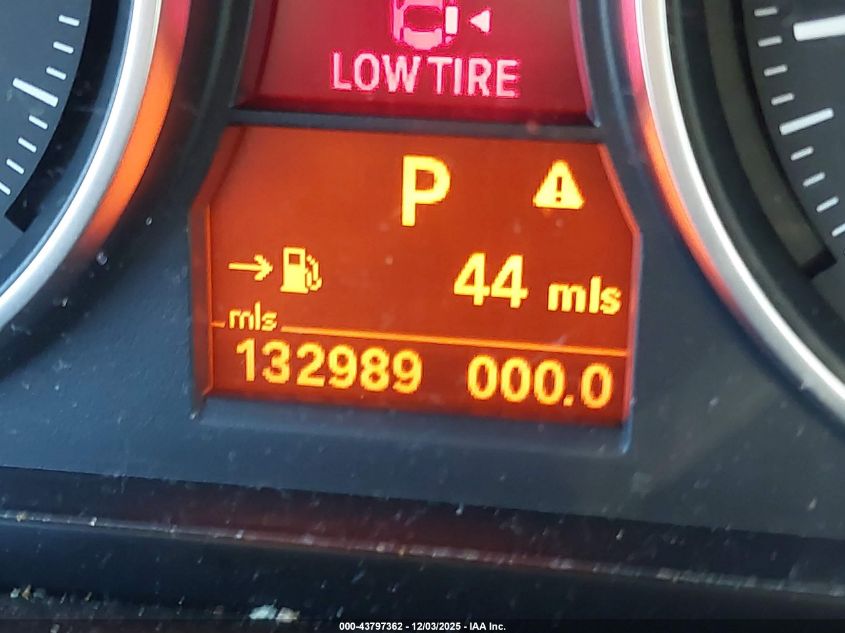 LOW TIRE
P
44 mls
mls
132989 000.0
000-43797362 - 12/03/2025 - IAA Inc.